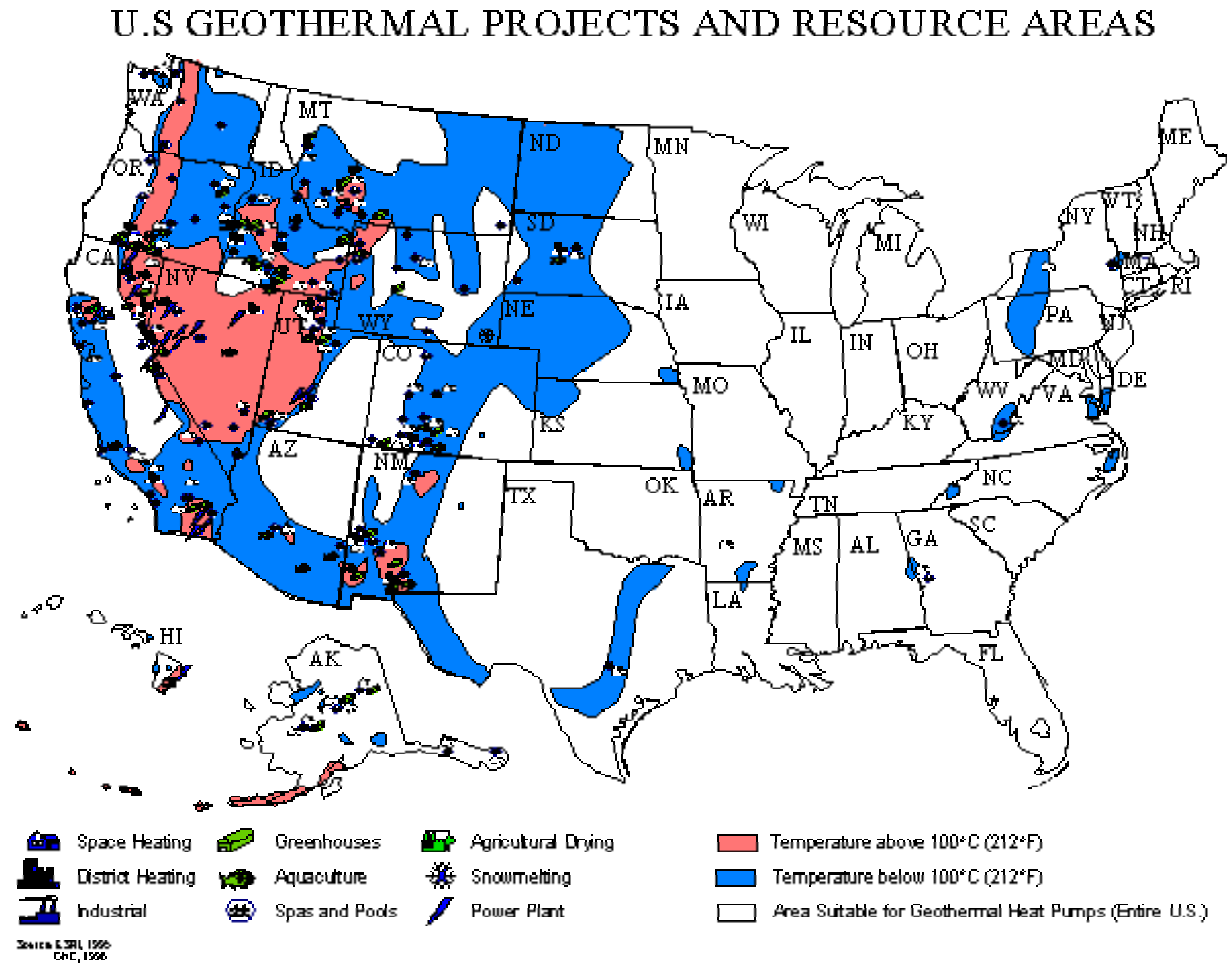 U.S GEOTHERMAL PROJECTS AND RESOURCE AREAS
WA
MT
ND
MN
ME
OR
ID
VT
NY
NH
SD
WI
MI
MA
CA
NV
CT
RI
IA
NE
PA
NJ
UT
WY
IL
IN
OH
CO
MD
DE
MO
WV
VA
KS
KY
AZ
NM
TX
OK
AR
TN
NC
SC
MS
AL
GA
LA
HI
AK
FL
Space Heating
Greenhouses
Agricultural Drying
Temperature above 100°C (212°F)
District Heating
Aquaculture
Snowmelting
Temperature below 100°C (212°F)
Industrial
Spas and Pools
Power Plant
Area Suitable for Geothermal Heat Pumps (Entire U.S.)